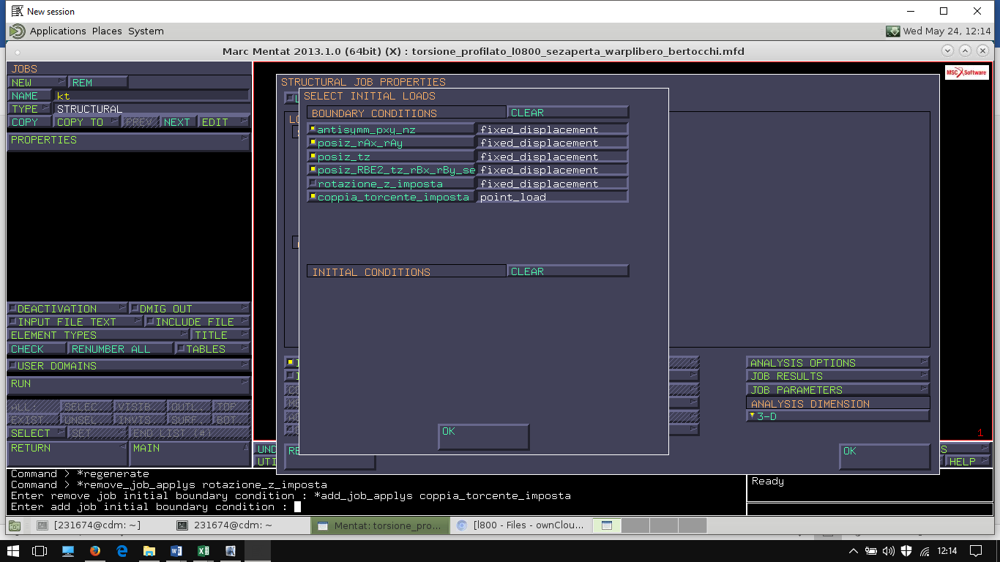 New session
Applications Places System
Wed May 24, 12:14
Marc Mentat 2013.1.0 (64bit) (X) : torsione_profilato_l0800_sezaperta_warplibero_bertocchi.mfd
JOBS
NEW REM
NAME kt
TYPE STRUCTURAL
COPY COPY TO PREV NEXT EDIT
PROPERTIES
DEACTIVATION DMIG OUT
INPUT FILE TEXT INCLUDE FILE
ELEMENT TYPES TITLE
CHECK RENUMBER ALL TABLES
USER DOMAINS
RUN
ALL: SELEC. VISIB. OUTL. TOP
EXIST. UNSEL. INVIS. SURF. BOT
SELECT SET END LIST (#)
RETURN MAIN
MSC Software
STRUCTURAL JOB PROPERTIES
SELECT INITIAL LOADS
BOUNDARY CONDITIONS CLEAR
antisymm_pxy_nz fixed_displacement
posiz_rAx_rAy fixed_displacement
posiz_tz fixed_displacement
posiz_RBE2_tz_rBx_rBy_se fixed_displacement
rotazione_z_imposta fixed_displacement
coppia_torcente_imposta point_load
INITIAL CONDITIONS CLEAR
OK
ANALYSIS OPTIONS
JOB RESULTS
JOB PARAMETERS
ANALYSIS DIMENSION
3-D
OK
1
UND
UTI
RE
S
HELP
Command > *regenerate
Command > *remove_job_applys rotazione_z_imposta
Enter remove job initial boundary condition : *add_job_applys coppia_torcente_imposta
Enter add job initial boundary condition :
Ready
[231674@cdm: ~] 231674@cdm: ~ Mentat: torsione_pro... [l800 - Files - ownClou...
12:14